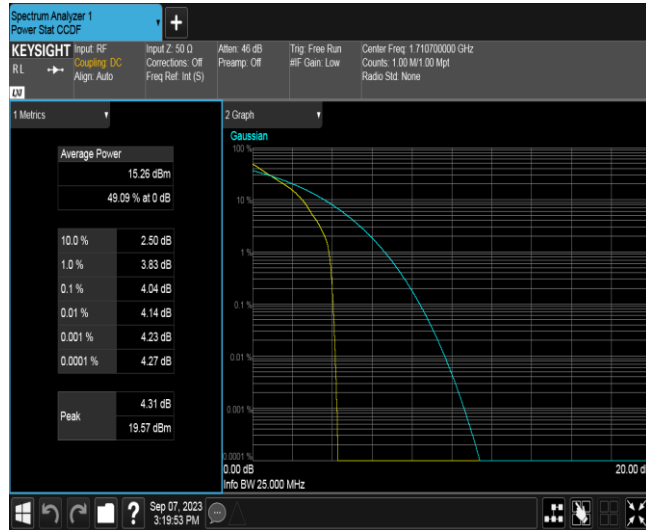 Spectrum Analyzer 1
Power Stat CCDF
+
KEYSIGHT
RL
LXI
Input: RF
Coupling: DC
Align: Auto
Input Z: 50 Ω
Corrections: Off
Freq Ref: Int (S)
Atten: 46 dB
Preamp: Off
Trig: Free Run
#IF Gain: Low
Center Freq: 1.710700000 GHz
Counts: 1.00 M/1.00 Mpt
Radio Std: None
1 Metrics
Average Power
15.26 dBm
49.09 % at 0 dB
10.0 % 2.50 dB
1.0 % 3.83 dB
0.1 % 4.04 dB
0.01 % 4.14 dB
0.001 % 4.23 dB
0.0001 % 4.27 dB
Peak
4.31 dB
19.57 dBm
2 Graph
Gaussian
100 %
10 %
1 %
0.1 %
0.01 %
0.001 %
0.0001 %
0.00 dB
20.00 d
Info BW 25.000 MHz
?
Sep 07, 2023
3:19:53 PM